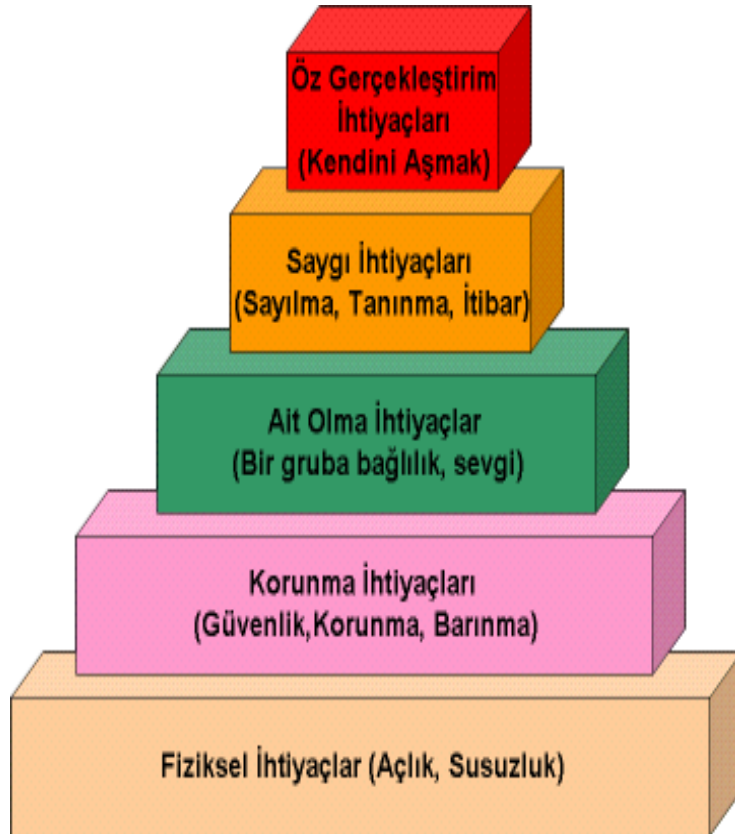 Öz Gerçekleştirim
İhtiyaçları
(Kendini Aşmak)
Saygı İhtiyaçları
(Sayılma, Tanınma, İtibar)
Ait Olma İhtiyaçlar
(Bir gruba bağlılık, sevgi)
Korunma İhtiyaçları
(Güvenlik,Korunma, Barınma)
Fiziksel İhtiyaçlar (Açlık, Susuzluk)